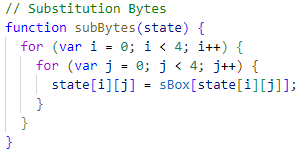 // Substitution Bytes
function subBytes(state) {
  for (var i = 0; i < 4; i++) {
    for (var j = 0; j < 4; j++) {
      state[i][j] = sBox[state[i][j]];
    }
  }
}